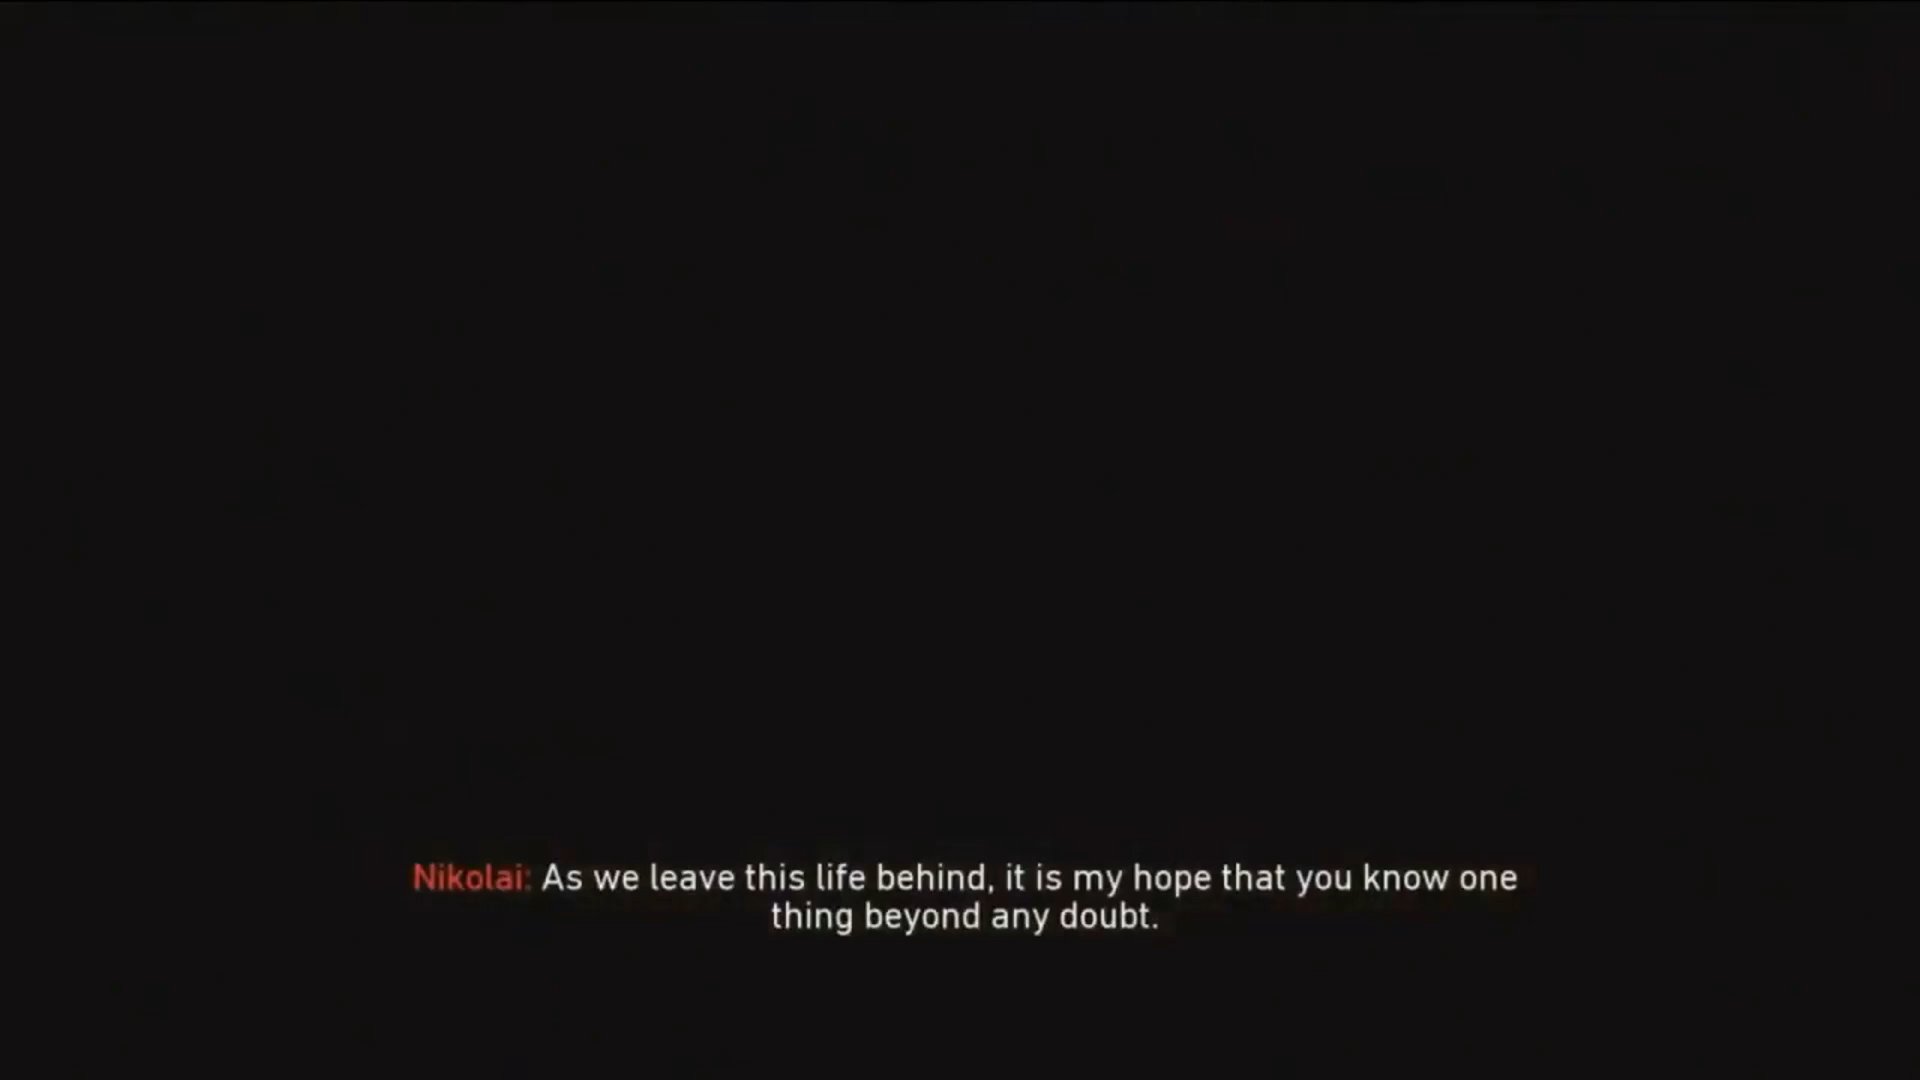 Nikolai: As we leave this life behind, it is my hope that you know one
thing beyond any doubt.